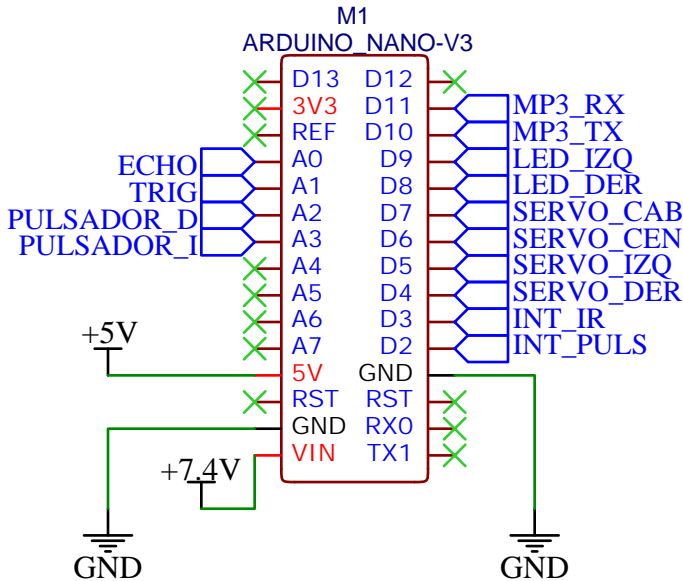 M1
ARDUINO_NANO-V3
D13 D12
3V3 D11 MP3_RX
REF D10 MP3_TX
ECHO A0 D9 LED_IZQ
TRIG A1 D8 LED_DER
PULSADOR_D A2 D7 SERVO_CAB
PULSADOR_I A3 D6 SERVO_CEN
A4 D5 SERVO_IZQ
A5 D4 SERVO_DER
A6 D3 INT_IR
+5V A7 D2 INT_PULS
5V GND
RST RST
GND RX0
+7.4V VIN TX1
GND GND